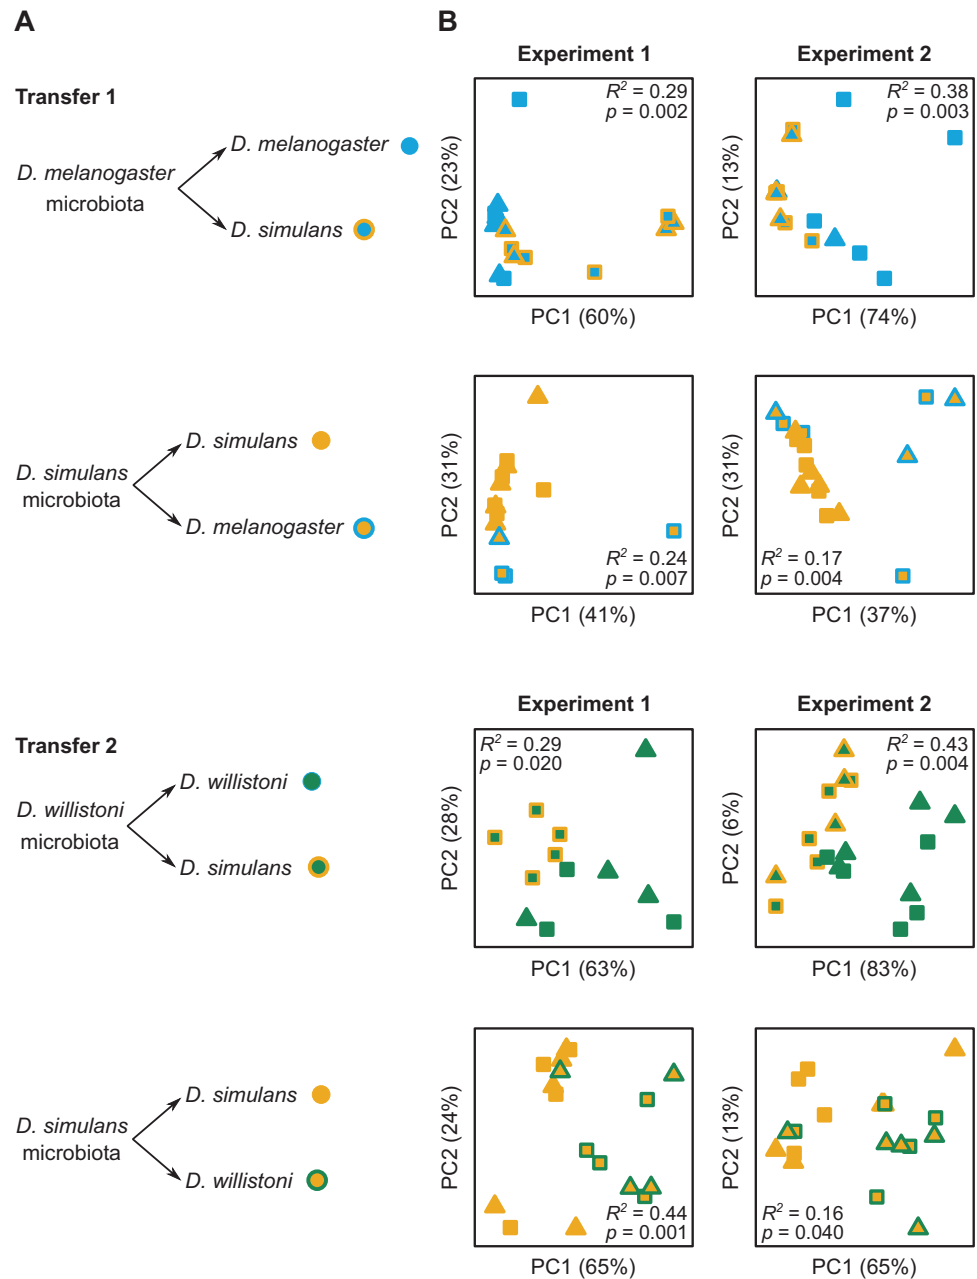 A
B
Experiment 1
Experiment 2
Transfer 1
D. melanogaster
microbiota
D. melanogaster
D. simulans
PC2 (23%)
R² = 0.29
p = 0.002
PC1 (60%)
PC2 (13%)
R² = 0.38
p = 0.003
PC1 (74%)
D. simulans
microbiota
D. simulans
D. melanogaster
PC2 (31%)
R² = 0.24
p = 0.007
PC1 (41%)
PC2 (31%)
R² = 0.17
p = 0.004
PC1 (37%)
Experiment 1
Experiment 2
Transfer 2
D. willistoni
microbiota
D. willistoni
D. simulans
PC2 (28%)
R² = 0.29
p = 0.020
PC1 (63%)
PC2 (6%)
R² = 0.43
p = 0.004
PC1 (83%)
D. simulans
microbiota
D. simulans
D. willistoni
PC2 (24%)
R² = 0.44
p = 0.001
PC1 (65%)
PC2 (13%)
R² = 0.16
p = 0.040
PC1 (65%)